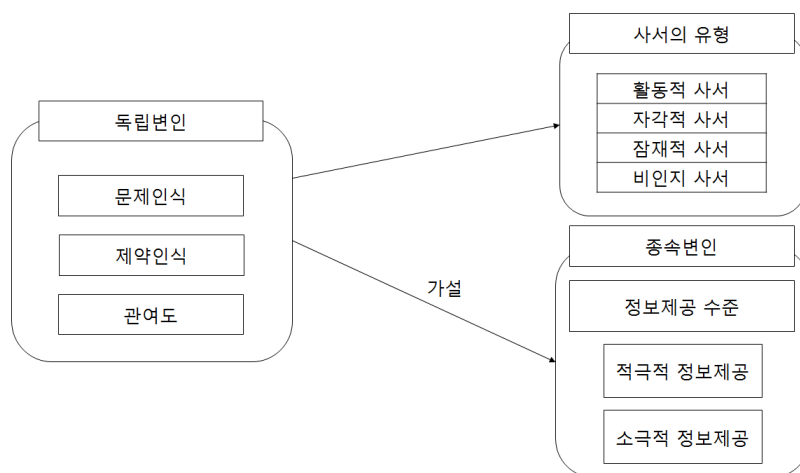 독립변인
문제인식
제약인식
관여도
가설
사서의 유형
활동적 사서
자각적 사서
잠재적 사서
비인지 사서
종속변인
정보제공 수준
적극적 정보제공
소극적 정보제공